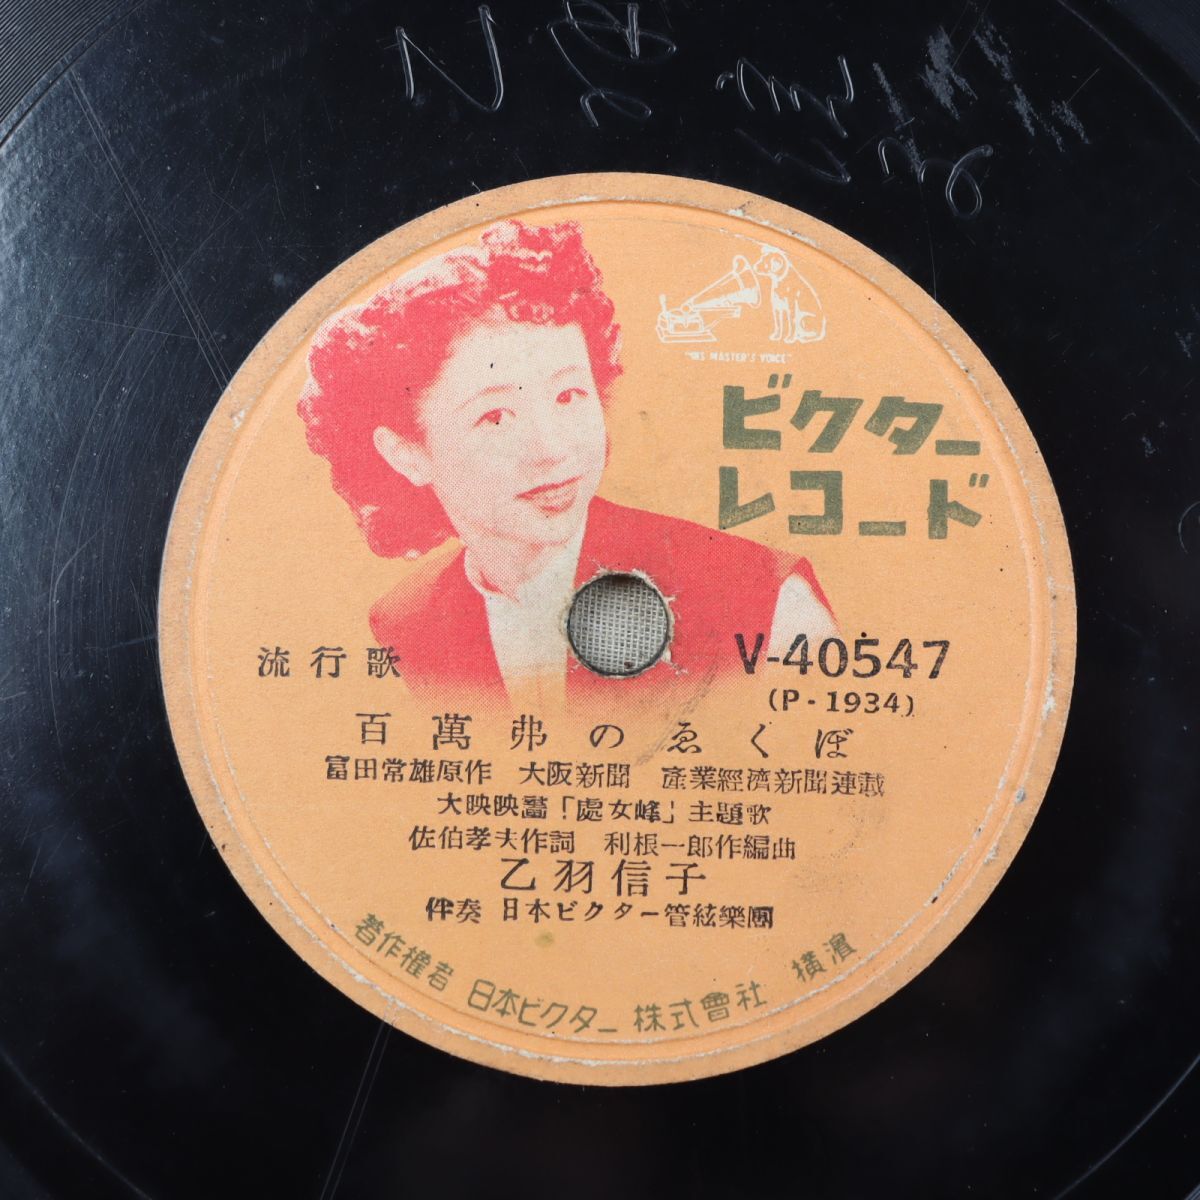 "HIS MASTER'S VOICE"
ビクター
レコード
流行歌
V-40547
(P-1934)
百萬弗のゑくぼ
富田常雄原作 大阪新聞 產業經濟新聞連載
大映映畫「處女峰」主題歌
佐伯孝夫作詞 利根一郎作編曲
乙羽信子
伴奏 日本ビクター管絃樂團
著作權者 日本ビクター株式會社 橫濱